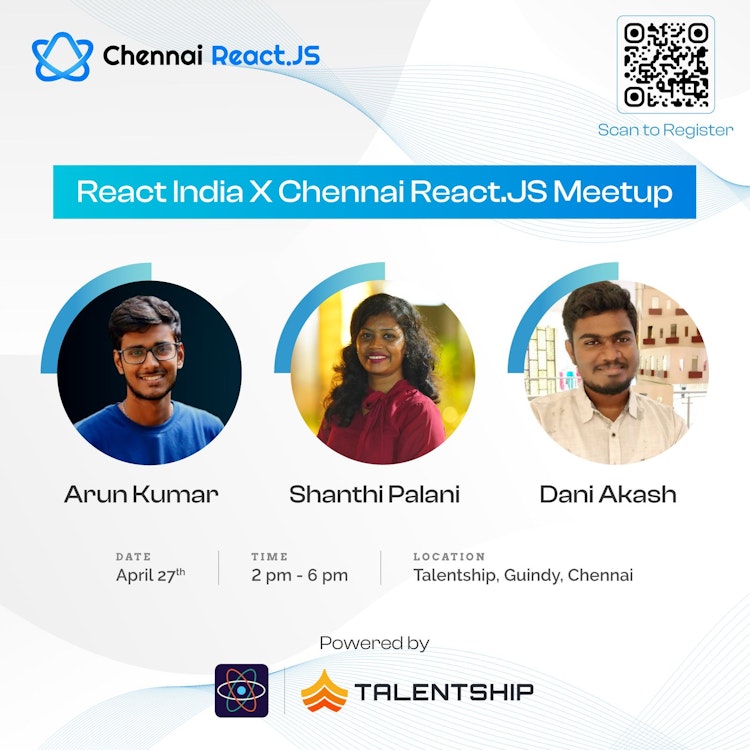 Chennai React.JS
Scan to Register
React India X Chennai React.JS Meetup
Arun Kumar
Shanthi Palani
Dani Akash
DATE
April 27th
TIME
2 pm - 6 pm
LOCATION
Talentship, Guindy, Chennai
Powered by
TALENTSHIP